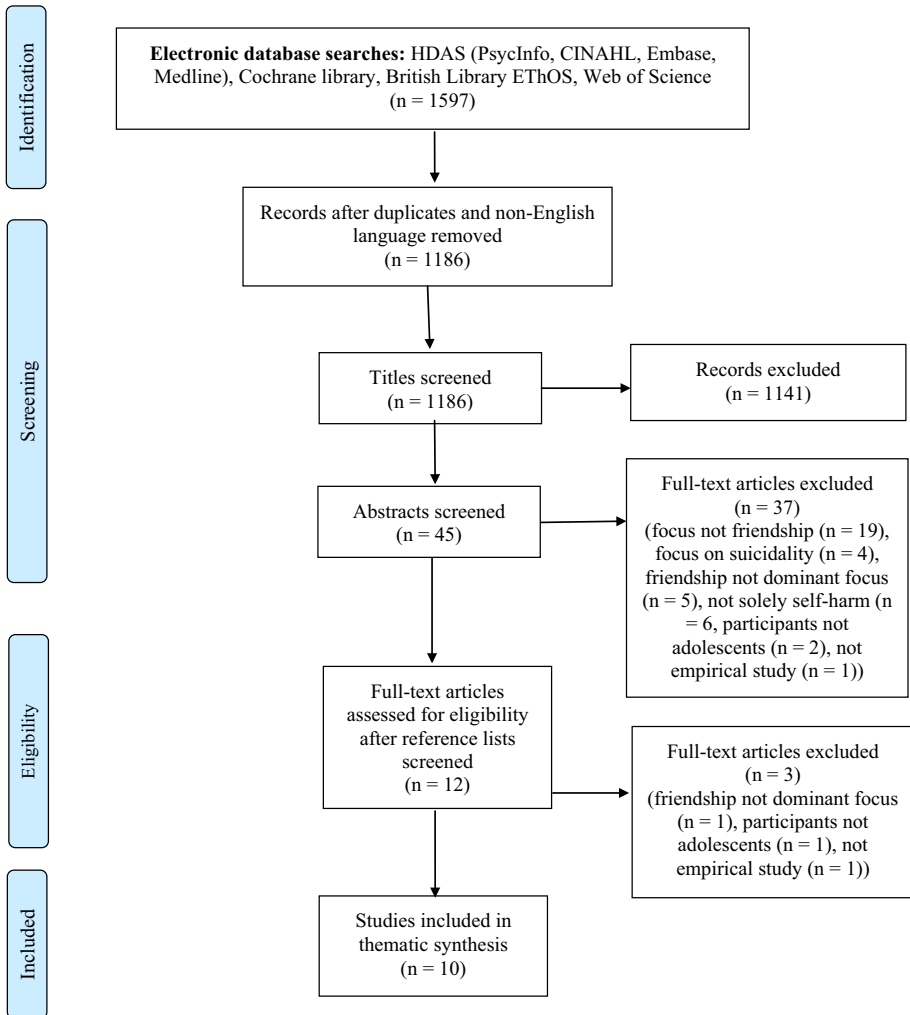 Identification
Electronic database searches: HDAS (PsycInfo, CINAHL, Embase,
Medline), Cochrane library, British Library EThOS, Web of Science
(n = 1597)
Records after duplicates and non-English
language removed
(n = 1186)
Screening
Titles screened
(n = 1186)
Records excluded
(n = 1141)
Abstracts screened
(n = 45)
Full-text articles excluded
(n = 37)
(focus not friendship (n = 19),
focus on suicidality (n = 4),
friendship not dominant focus
(n = 5), not solely self-harm (n
= 6, participants not
adolescents (n = 2), not
empirical study (n = 1))
Eligibility
Full-text articles
assessed for eligibility
after reference lists
screened
(n = 12)
Full-text articles excluded
(n = 3)
(friendship not dominant focus
(n = 1), participants not
adolescents (n = 1), not
empirical study (n = 1))
Included
Studies included in
thematic synthesis
(n = 10)